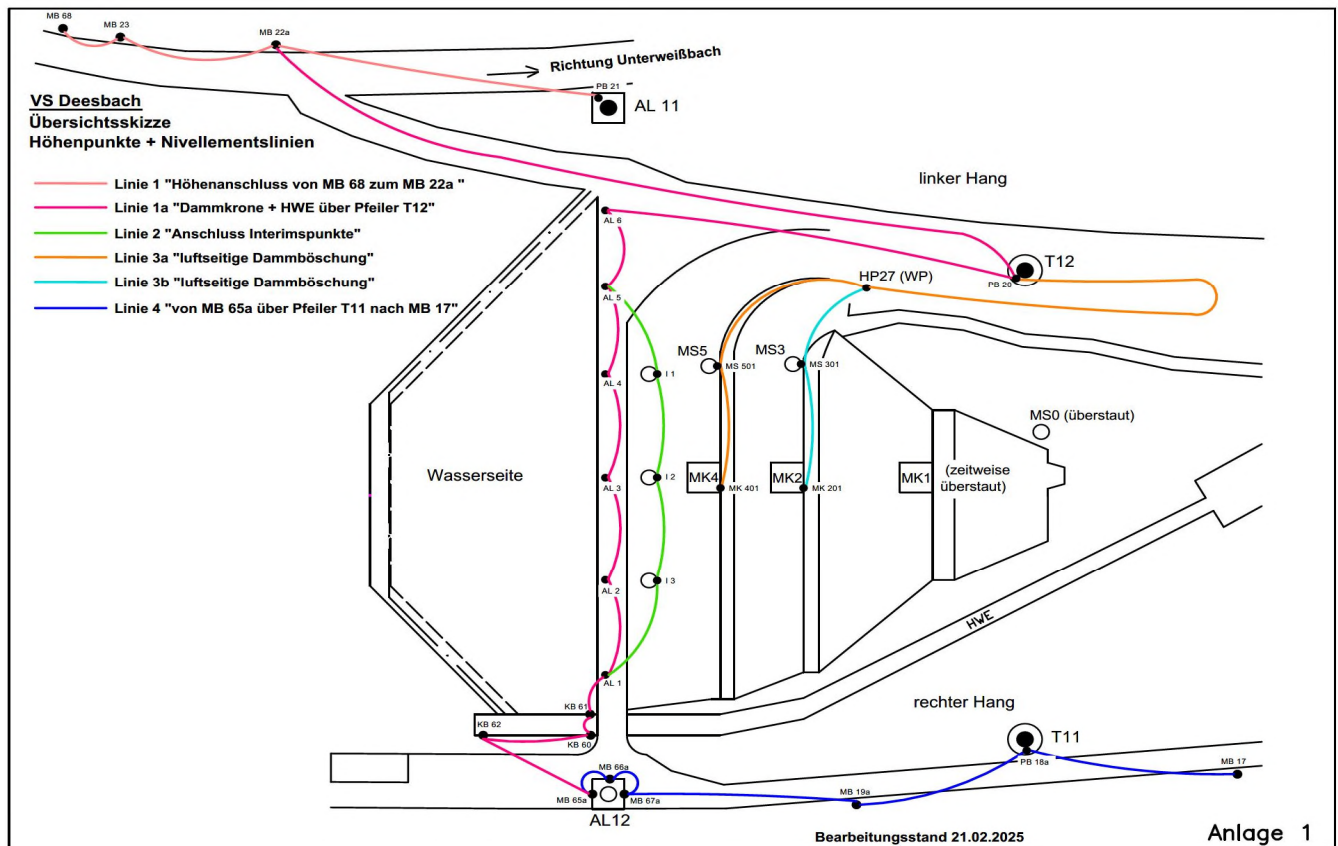 MB 68
MB 23
MB 22a
Richtung Unterweißbach
PB 21
AL 11
VS Deesbach
Übersichtsskizze
Höhenpunkte + Nivellementslinien
Linie 1 "Höhenanschluss von MB 68 zum MB 22a "
Linie 1a "Dammkrone + HWE über Pfeiler T12"
Linie 2 "Anschluss Interimspunkte"
Linie 3a "luftseitige Dammböschung"
Linie 3b "luftseitige Dammböschung"
Linie 4 "von MB 65a über Pfeiler T11 nach MB 17"
linker Hang
AL 6
T12
PB 20
HP27 (WP)
AL 5
MS5
MS3
AL 4
I 1
MS 501
MS 301
MS0 (überstaut)
Wasserseite
AL 3
I 2
MK4
MK 401
MK2
MK 201
MK1
(zeitweise
überstaut)
AL 2
I 3
HWE
AL 1
rechter Hang
KB 61
KB 62
KB 60
T11
PB 18a
MB 17
MB 66a
MB 65a
MB 67a
MB 19a
AL12
Bearbeitungsstand 21.02.2025
Anlage 1